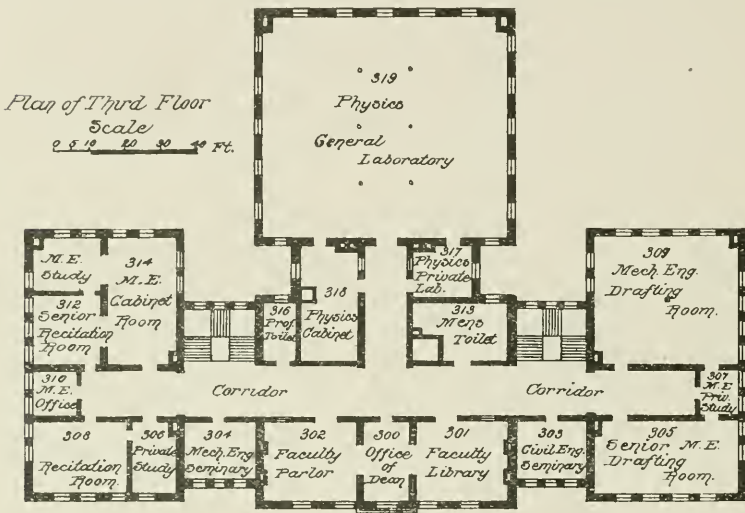 Plan of Third Floor
Scale
0 5 10 20 30 40 Ft.
319
Physics
General
Laboratory
M.E.
Study
314
M.E.
Cabinet
Room
312
Senior
Recitation
Room
310
M.E.
Office
316
Prof.
Toilet
318
Physics
Cabinet
317
Physics
Private
Lab.
313
Mens
Toilet
309
Mech. Eng.
Drafting
Room.
307
M.E.
Priv.
Study
Corridor
Corridor
308
Recitation
Room.
306
Private
Study
304
Mech. Eng.
Seminary
302
Faculty
Parlor
300
Office
of
Dean
301
Faculty
Library
303
Civil. Eng.
Seminary
305
Senior M.E.
Drafting
Room.